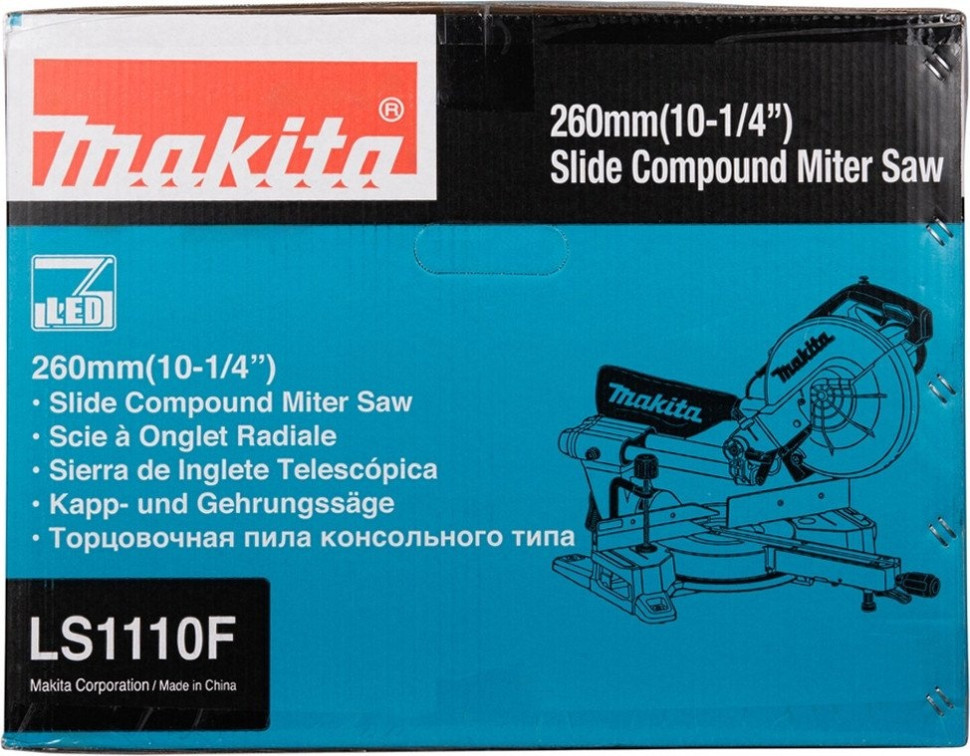 Makita®
260mm(10-1/4”)
Slide Compound Miter Saw
LED
260mm(10-1/4”)
• Slide Compound Miter Saw
• Scie à Onglet Radiale
• Sierra de Inglete Telescópica
• Kapp- und Gehrungssäge
• Торцовочная пила консольного типа
Makita
Makita
LS1110F
Makita Corporation / Made in China